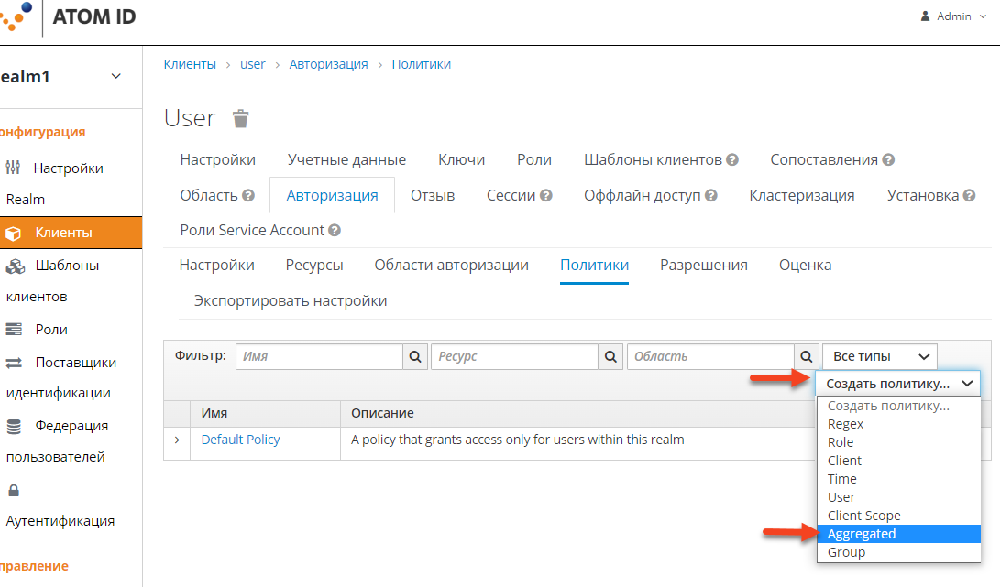 ATOM ID
Admin
ealm1
Клиенты > user > Авторизация > Политики
User
онфигурация
Настройки
Realm
Клиенты
Шаблоны
клиентов
Роли
Поставщики
идентификации
Федерация
пользователей
Аутентификация
правление
Настройки Учетные данные Ключи Роли Шаблоны клиентов Сопоставления
Область Авторизация Отзыв Сессии Оффлайн доступ Кластеризация Установка
Роли Service Account
Настройки Ресурсы Области авторизации Политики Разрешения Оценка
Экспортировать настройки
Фильтр: Имя Ресурс Область Все типы
Создать политику...
Имя Описание
Default Policy A policy that grants access only for users within this realm
Создать политику...
Regex
Role
Client
Time
User
Client Scope
Aggregated
Group